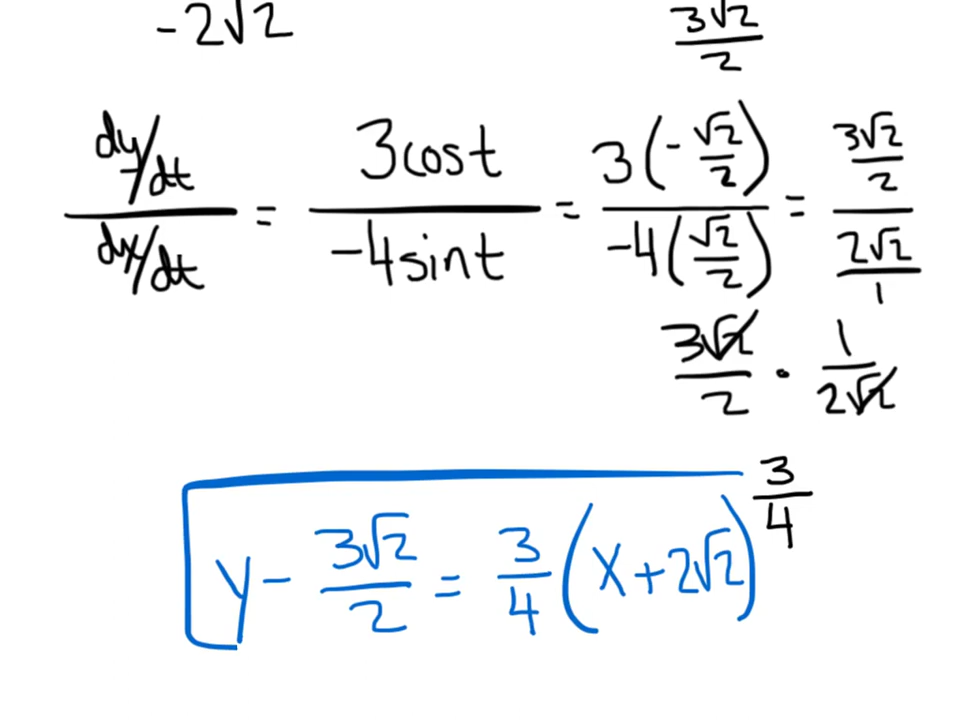 -2√2    3√2/2
(dy/dt)/(dx/dt) = (3cost)/(-4sint) = (3(-√2/2))/(-4(√2/2)) = (3√2/2)/(2√2/1)
3√2/2 · 1/2√2
3/4
y - 3√2/2 = 3/4(x+2√2)